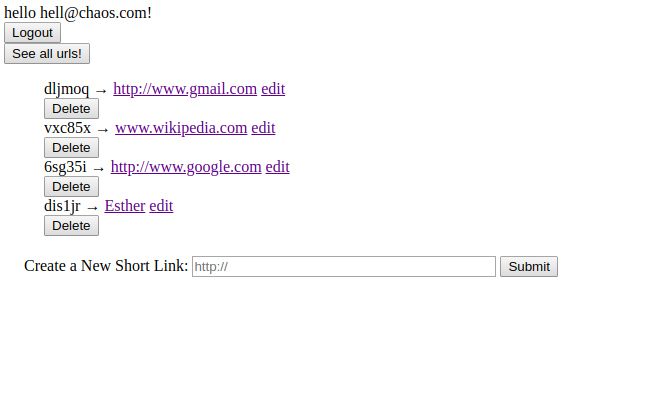 hello hell@chaos.com!
Logout
See all urls!
dljmoq → http://www.gmail.com edit
Delete
vxc85x → www.wikipedia.com edit
Delete
6sg35i → http://www.google.com edit
Delete
dis1jr → Esther edit
Delete
Create a New Short Link: http:// Submit